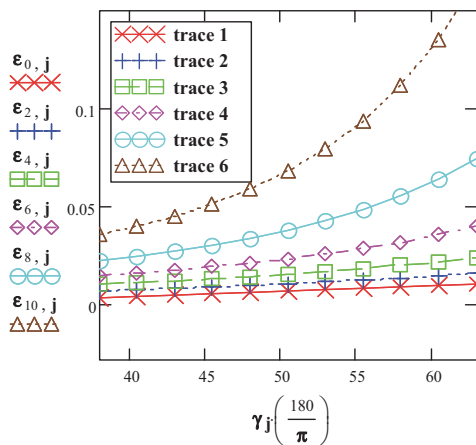 ε0 , j
ε2 , j
ε4 , j
ε6 , j
ε8 , j
ε10 , j
0.1
0.05
0
trace 1
trace 2
trace 3
trace 4
trace 5
trace 6
40 45 50 55 60
γj·(180/π)